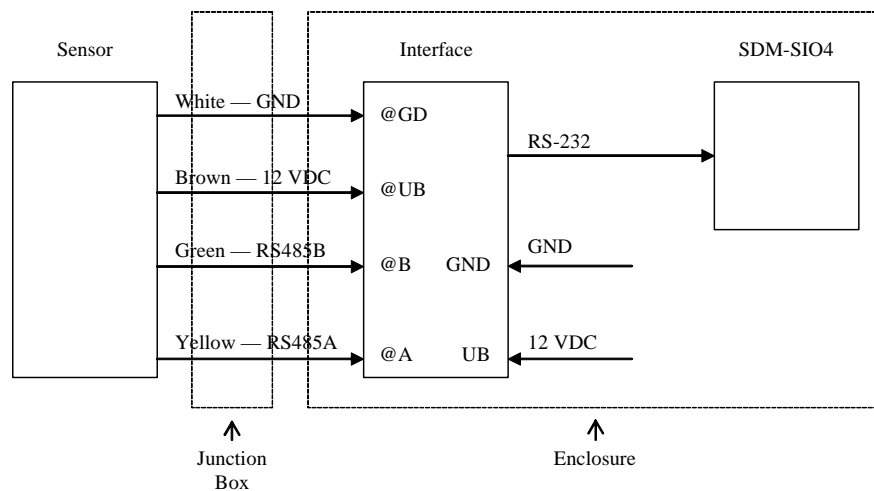 Sensor
Interface
SDM-SIO4
White — GND
@GD
RS-232
Brown — 12 VDC
@UB
Green — RS485B
@B
GND
GND
Yellow — RS485A
@A
UB
12 VDC
Junction
Box
Enclosure